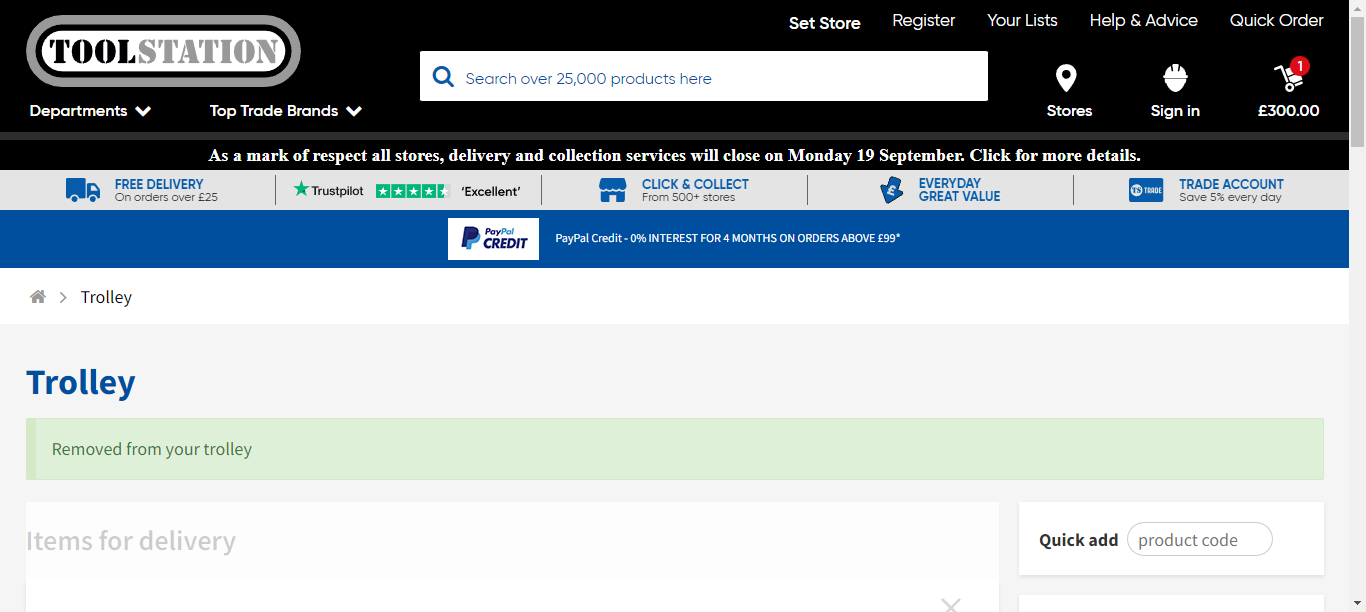 Set Store Register Your Lists Help & Advice Quick Order
TOOLSTATION
Search over 25,000 products here
1
Departments Top Trade Brands Stores Sign in £300.00
As a mark of respect all stores, delivery and collection services will close on Monday 19 September. Click for more details.
FREE DELIVERY
On orders over £25
Trustpilot 'Excellent'
CLICK & COLLECT
From 500+ stores
£
EVERYDAY
GREAT VALUE
TS TRADE
TRADE ACCOUNT
Save 5% every day
PayPal
CREDIT
PayPal Credit - 0% INTEREST FOR 4 MONTHS ON ORDERS ABOVE £99*
Trolley
Trolley
Removed from your trolley
Items for delivery
Quick add product code